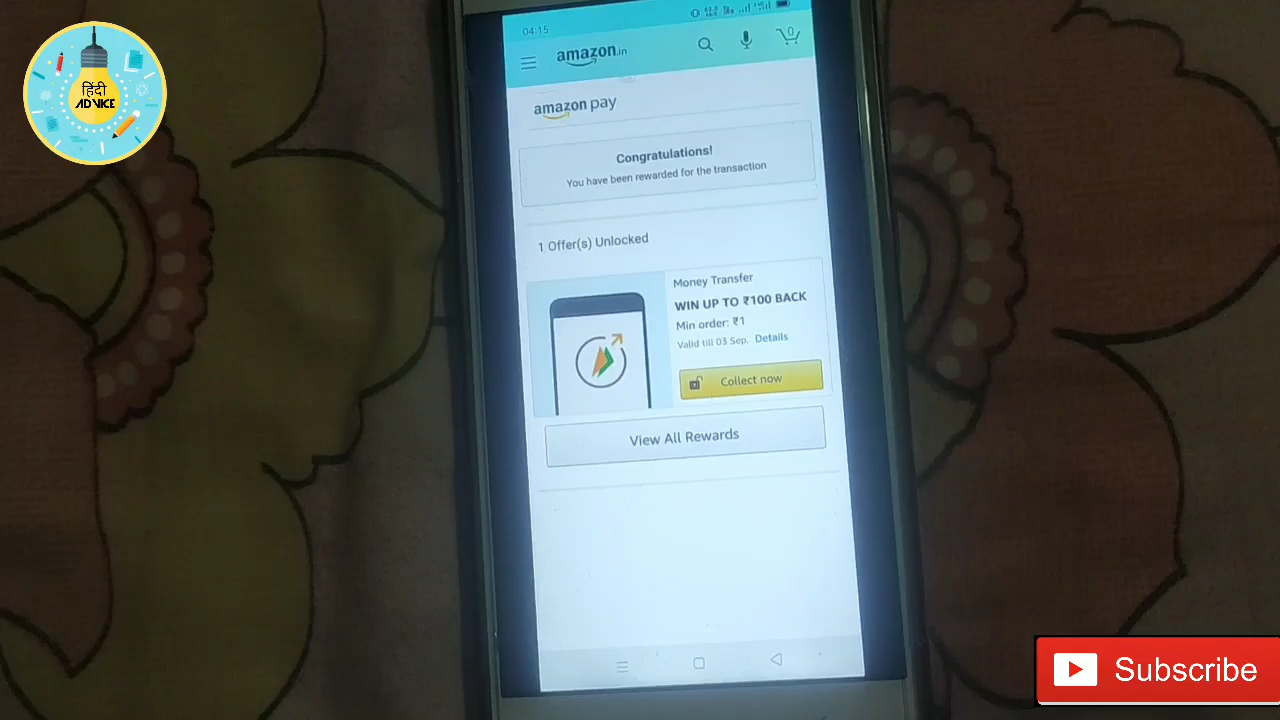 हिंदी
ADVICE
04:15
amazon.in
0
amazon pay
Congratulations!
You have been rewarded for the transaction
1 Offer(s) Unlocked
Money Transfer
WIN UP TO ₹100 BACK
Min order: ₹1
Valid till 03 Sep. Details
Collect now
View All Rewards
Subscribe